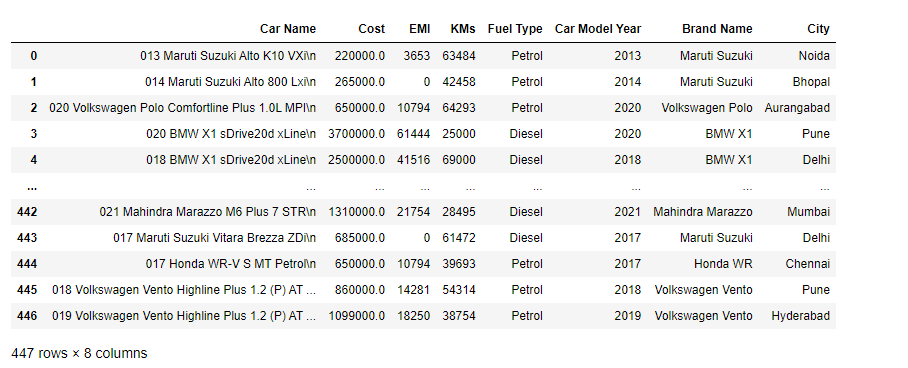 Car Name Cost EMI KMs Fuel Type Car Model Year Brand Name City
0 013 Maruti Suzuki Alto K10 VXi\n 220000.0 3653 63484 Petrol 2013 Maruti Suzuki Noida
1 014 Maruti Suzuki Alto 800 Lxi\n 265000.0 0 42458 Petrol 2014 Maruti Suzuki Bhopal
2 020 Volkswagen Polo Comfortline Plus 1.0L MPI\n 650000.0 10794 64293 Petrol 2020 Volkswagen Polo Aurangabad
3 020 BMW X1 sDrive20d xLine\n 3700000.0 61444 25000 Diesel 2020 BMW X1 Pune
4 018 BMW X1 sDrive20d xLine\n 2500000.0 41516 69000 Diesel 2018 BMW X1 Delhi
... ... ... ... ... ... ... ... ...
442 021 Mahindra Marazzo M6 Plus 7 STR\n 1310000.0 21754 28495 Diesel 2021 Mahindra Marazzo Mumbai
443 017 Maruti Suzuki Vitara Brezza ZDi\n 685000.0 0 61472 Diesel 2017 Maruti Suzuki Delhi
444 017 Honda WR-V S MT Petrol\n 650000.0 10794 39693 Petrol 2017 Honda WR Chennai
445 018 Volkswagen Vento Highline Plus 1.2 (P) AT ... 860000.0 14281 54314 Petrol 2018 Volkswagen Vento Pune
446 019 Volkswagen Vento Highline Plus 1.2 (P) AT ... 1099000.0 18250 38754 Petrol 2019 Volkswagen Vento Hyderabad
447 rows × 8 columns